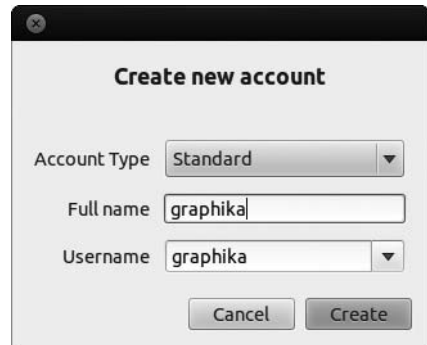 Create new account
Account Type Standard
Full name graphika
Username graphika
Cancel Create